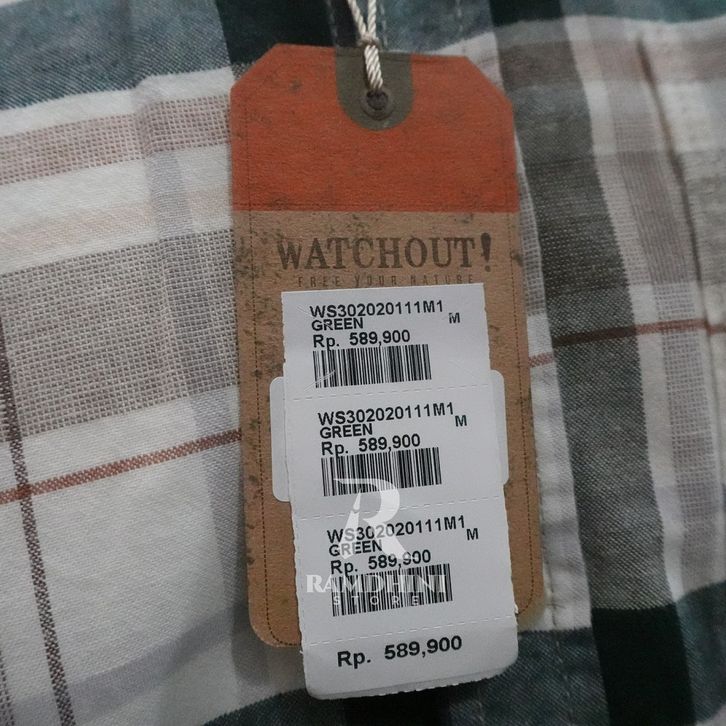 WATCHOUT!
FREE YOUR NATURE
WS302020111M1
GREEN M
Rp. 589,900
WS302020111M1
GREEN M
Rp. 589,900
WS302020111M1
GREEN M
Rp. 589,900
RAMDHINI
STORE
Rp. 589,900